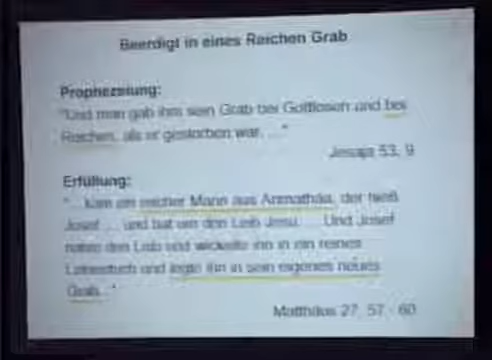 Beerdigt in eines Reichen Grab
Prophezeiung:
"Und man gab ihm sein Grab bei Gottlosen und bei
Reichen, als er gestorben war, ..."
Jesaja 53, 9
Erfüllung:
"... kam ein reicher Mann aus Arimathäa, der hieß
Josef ... und bat um den Leib Jesu. ... Und Josef
nahm den Leib und wickelte ihn in ein reines
Leinentuch und legte ihn in sein eigenes neues
Grab..."
Matthäus 27, 57 - 60